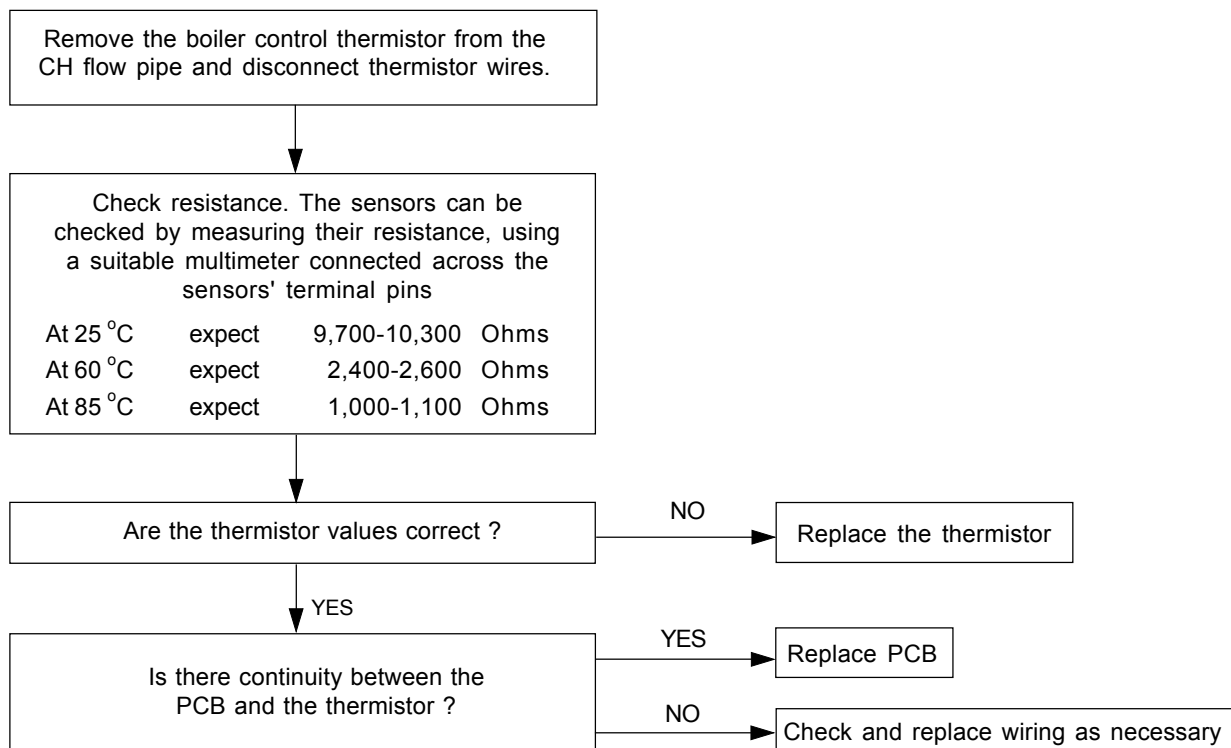 Remove the boiler control thermistor from the
CH flow pipe and disconnect thermistor wires.
Check resistance. The sensors can be
checked by measuring their resistance, using
a suitable multimeter connected across the
sensors' terminal pins
At 25 °C expect 9,700-10,300 Ohms
At 60 °C expect 2,400-2,600 Ohms
At 85 °C expect 1,000-1,100 Ohms
Are the thermistor values correct ?
NO
Replace the thermistor
YES
Is there continuity between the
PCB and the thermistor ?
YES
Replace PCB
NO
Check and replace wiring as necessary